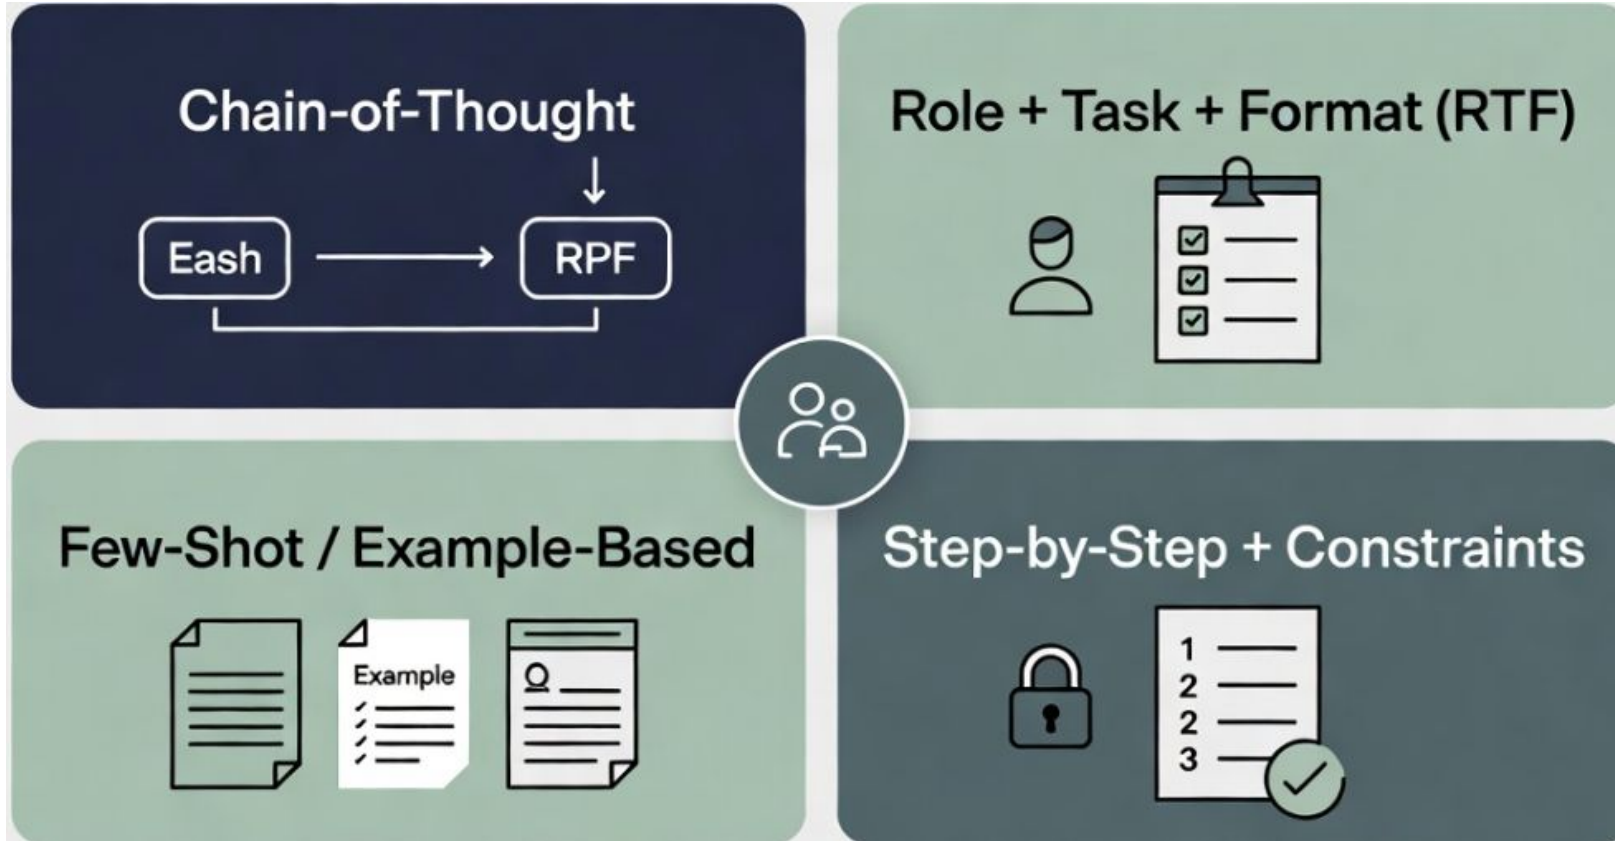 Chain-of-Thought
Eash
RPF
Role + Task + Format (RTF)
Few-Shot / Example-Based
Example
Step-by-Step + Constraints
1
2
2
3